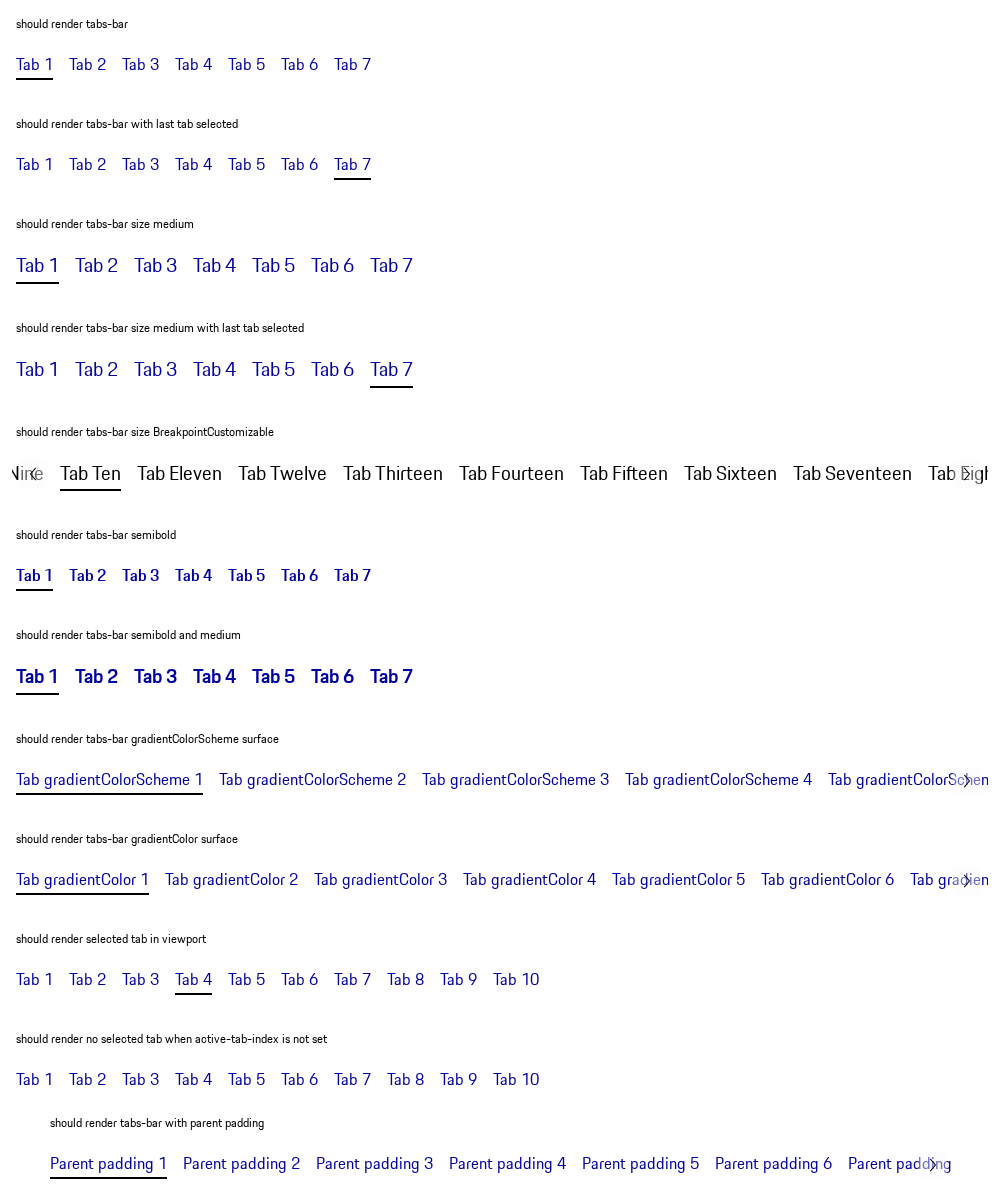 should render tabs-bar
Tab 1 Tab 2 Tab 3 Tab 4 Tab 5 Tab 6 Tab 7
should render tabs-bar with last tab selected
Tab 1 Tab 2 Tab 3 Tab 4 Tab 5 Tab 6 Tab 7
should render tabs-bar size medium
Tab 1 Tab 2 Tab 3 Tab 4 Tab 5 Tab 6 Tab 7
should render tabs-bar size medium with last tab selected
Tab 1 Tab 2 Tab 3 Tab 4 Tab 5 Tab 6 Tab 7
should render tabs-bar size BreakpointCustomizable
Nine Tab Ten Tab Eleven Tab Twelve Tab Thirteen Tab Fourteen Tab Fifteen Tab Sixteen Tab Seventeen Tab Eigh
should render tabs-bar semibold
Tab 1 Tab 2 Tab 3 Tab 4 Tab 5 Tab 6 Tab 7
should render tabs-bar semibold and medium
Tab 1 Tab 2 Tab 3 Tab 4 Tab 5 Tab 6 Tab 7
should render tabs-bar gradientColorScheme surface
Tab gradientColorScheme 1 Tab gradientColorScheme 2 Tab gradientColorScheme 3 Tab gradientColorScheme 4 Tab gradientColorSchem
should render tabs-bar gradientColor surface
Tab gradientColor 1 Tab gradientColor 2 Tab gradientColor 3 Tab gradientColor 4 Tab gradientColor 5 Tab gradientColor 6 Tab gradien
should render selected tab in viewport
Tab 1 Tab 2 Tab 3 Tab 4 Tab 5 Tab 6 Tab 7 Tab 8 Tab 9 Tab 10
should render no selected tab when active-tab-index is not set
Tab 1 Tab 2 Tab 3 Tab 4 Tab 5 Tab 6 Tab 7 Tab 8 Tab 9 Tab 10
should render tabs-bar with parent padding
Parent padding 1 Parent padding 2 Parent padding 3 Parent padding 4 Parent padding 5 Parent padding 6 Parent padding